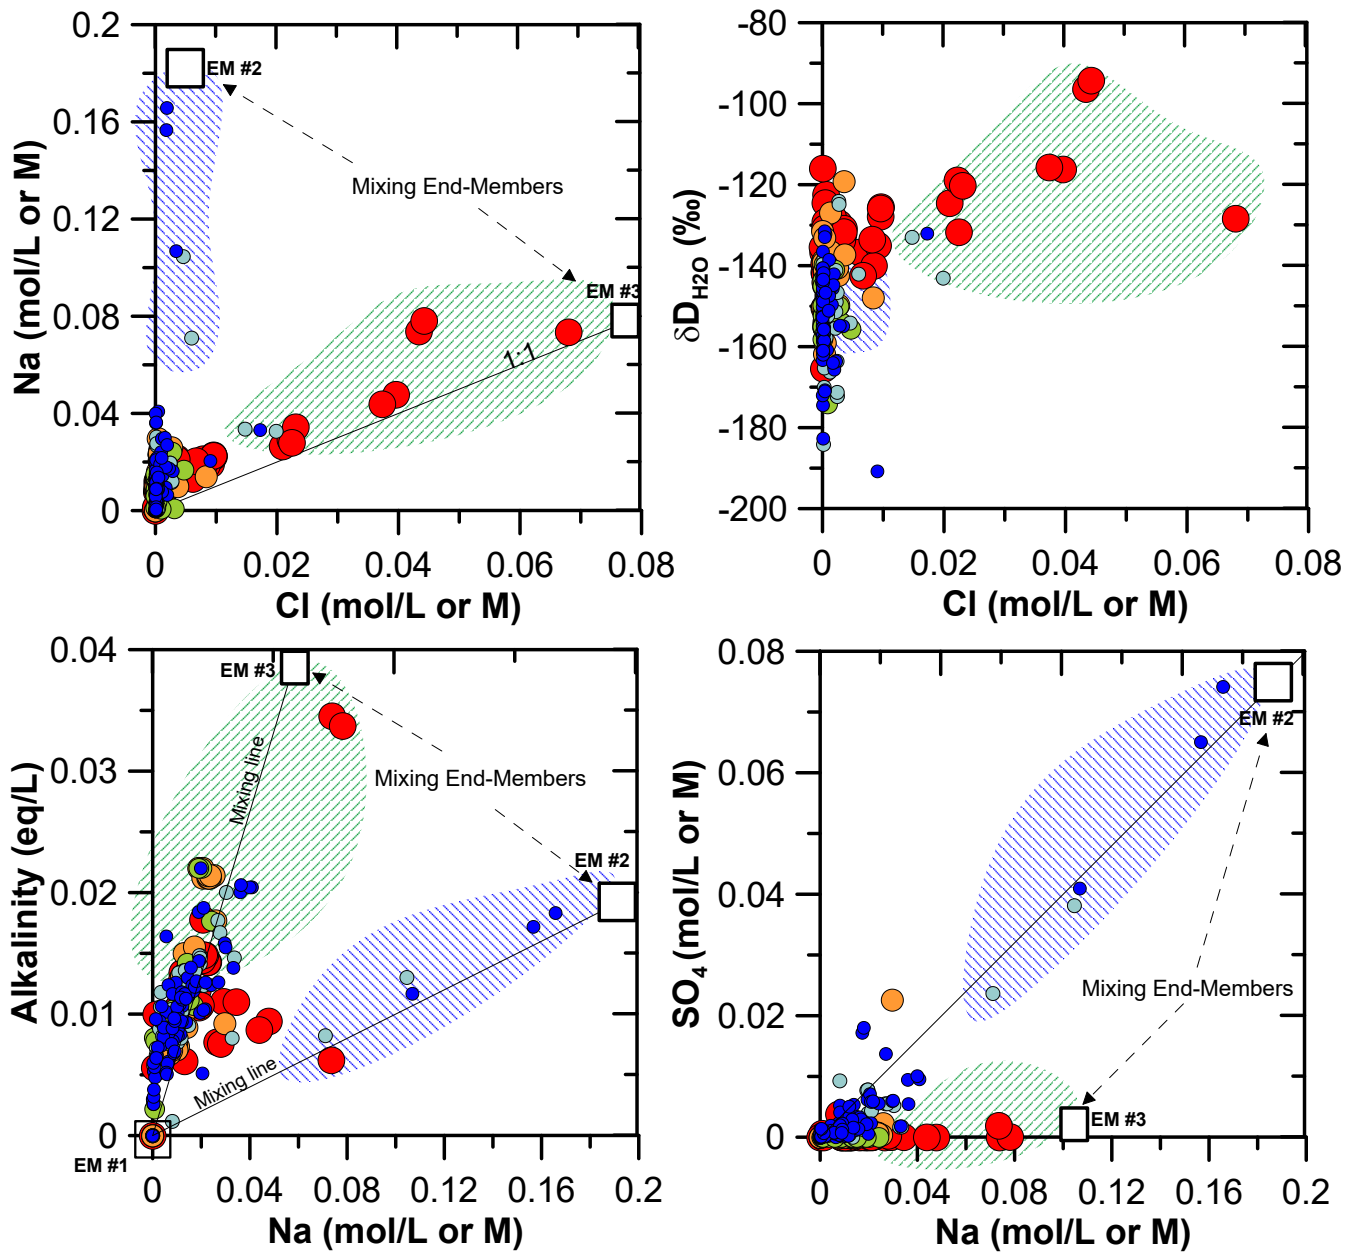 0.2
0.16
0.12
0.08
0.04
0
Na (mol/L or M)
EM #2
Mixing End-Members
EM #3
1:1
0
0.02
0.04
0.06
0.08
Cl (mol/L or M)
-80
-100
-120
-140
-160
-180
-200
δD_H2O (‰)
0
0.02
0.04
0.06
0.08
Cl (mol/L or M)
0.04
0.03
0.02
0.01
0
Alkalinity (eq/L)
EM #3
Mixing line
Mixing End-Members
EM #2
Mixing line
EM #1
0
0.04
0.08
0.12
0.16
0.2
Na (mol/L or M)
0.08
0.06
0.04
0.02
0
SO4 (mol/L or M)
EM #2
Mixing End-Members
EM #3
0
0.04
0.08
0.12
0.16
0.2
Na (mol/L or M)